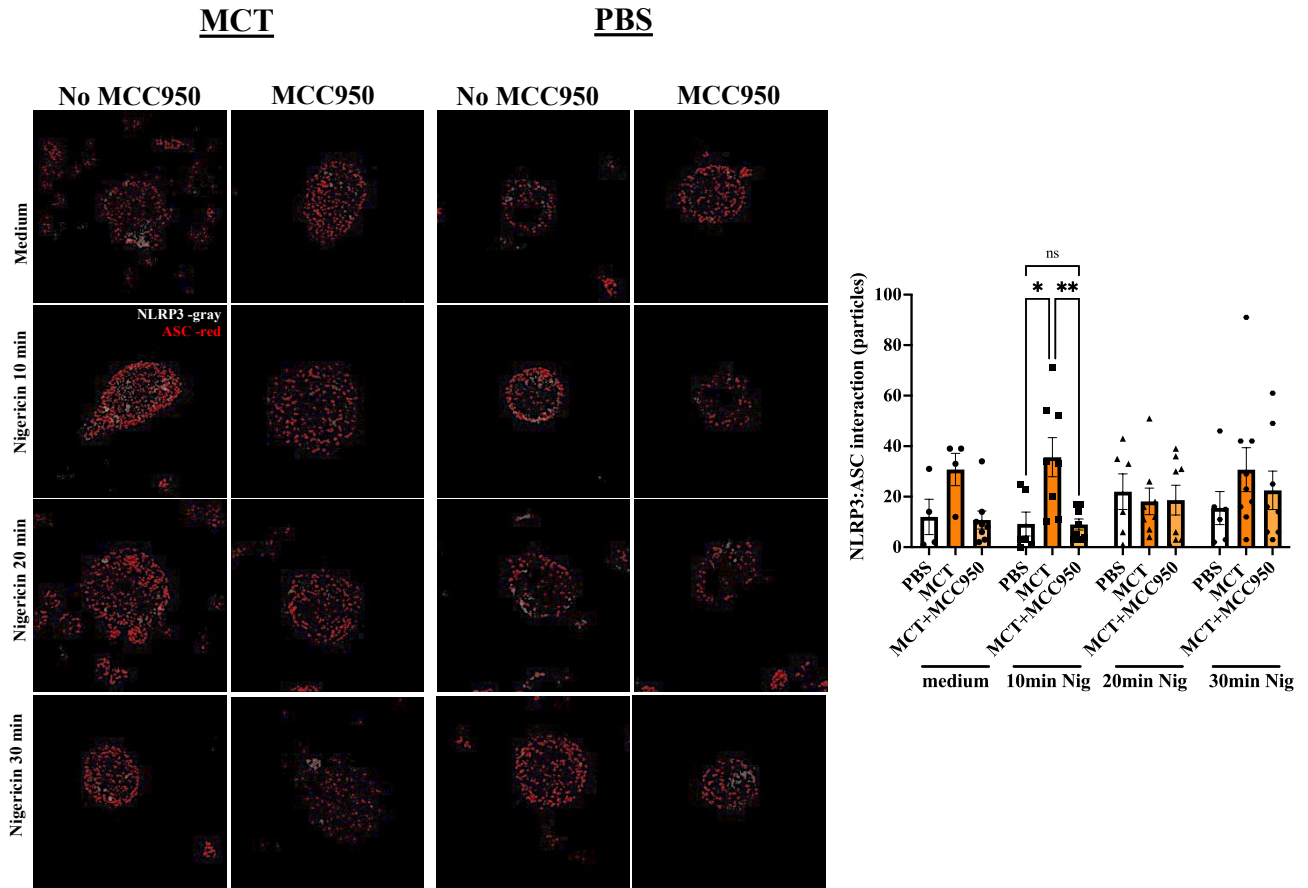 MCT PBS
No MCC950 MCC950 No MCC950 MCC950
Medium
Nigericin 10 min
Nigericin 20 min
Nigericin 30 min
NLRP3 -gray
ASC -red
NLRP3:ASC interaction (particles)
100
80
60
40
20
0
ns
* **
PBS MCT MCT+MCC950 PBS MCT MCT+MCC950 PBS MCT MCT+MCC950 PBS MCT MCT+MCC950
medium 10min Nig 20min Nig 30min Nig